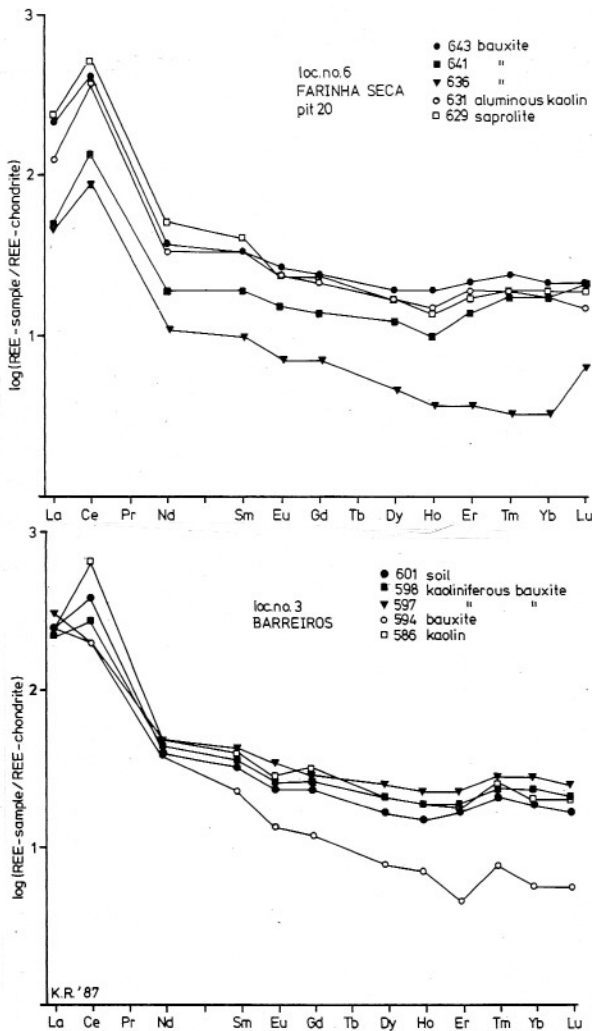 3
643 bauxite
loc.no.6
641 "
FARINHA SECA
636 "
pit 20
631 aluminous kaolin
629 saprolite
2
log (REE-sample/REE-chondrite)
1
La Ce Pr Nd Sm Eu Gd Tb Dy Ho Er Tm Yb Lu
3
601 soil
598 kaoliniferous bauxite
loc.no.3
597 " "
BARREIROS
594 bauxite
586 kaolin
2
log (REE-sample/REE-chondrite)
1
K.R.'87
La Ce Pr Nd Sm Eu Gd Tb Dy Ho Er Tm Yb Lu